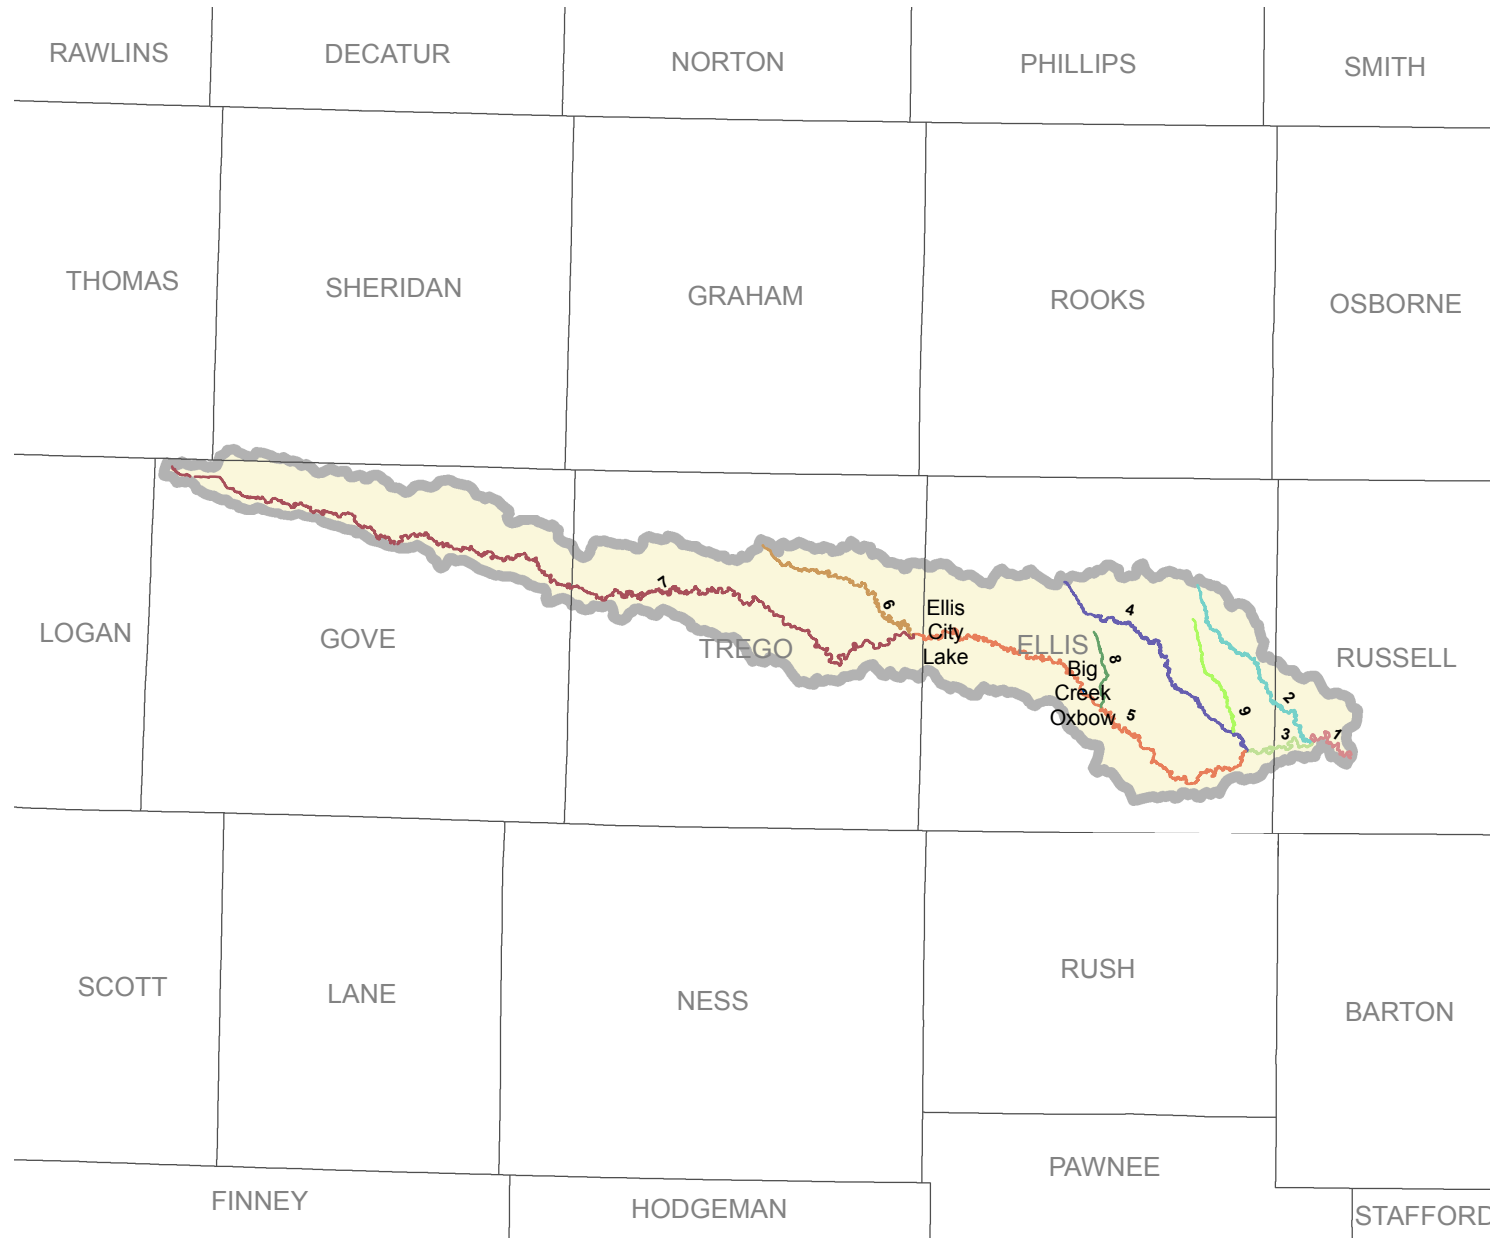 RAWLINS
DECATUR
NORTON
PHILLIPS
SMITH
THOMAS
SHERIDAN
GRAHAM
ROOKS
OSBORNE
7
6
Ellis
City
Lake
4
ELLIS
8
Big
Creek
Oxbow
5
9
2
3
1
LOGAN
GOVE
TREGO
RUSSELL
SCOTT
LANE
NESS
RUSH
BARTON
PAWNEE
FINNEY
HODGEMAN
STAFFORD